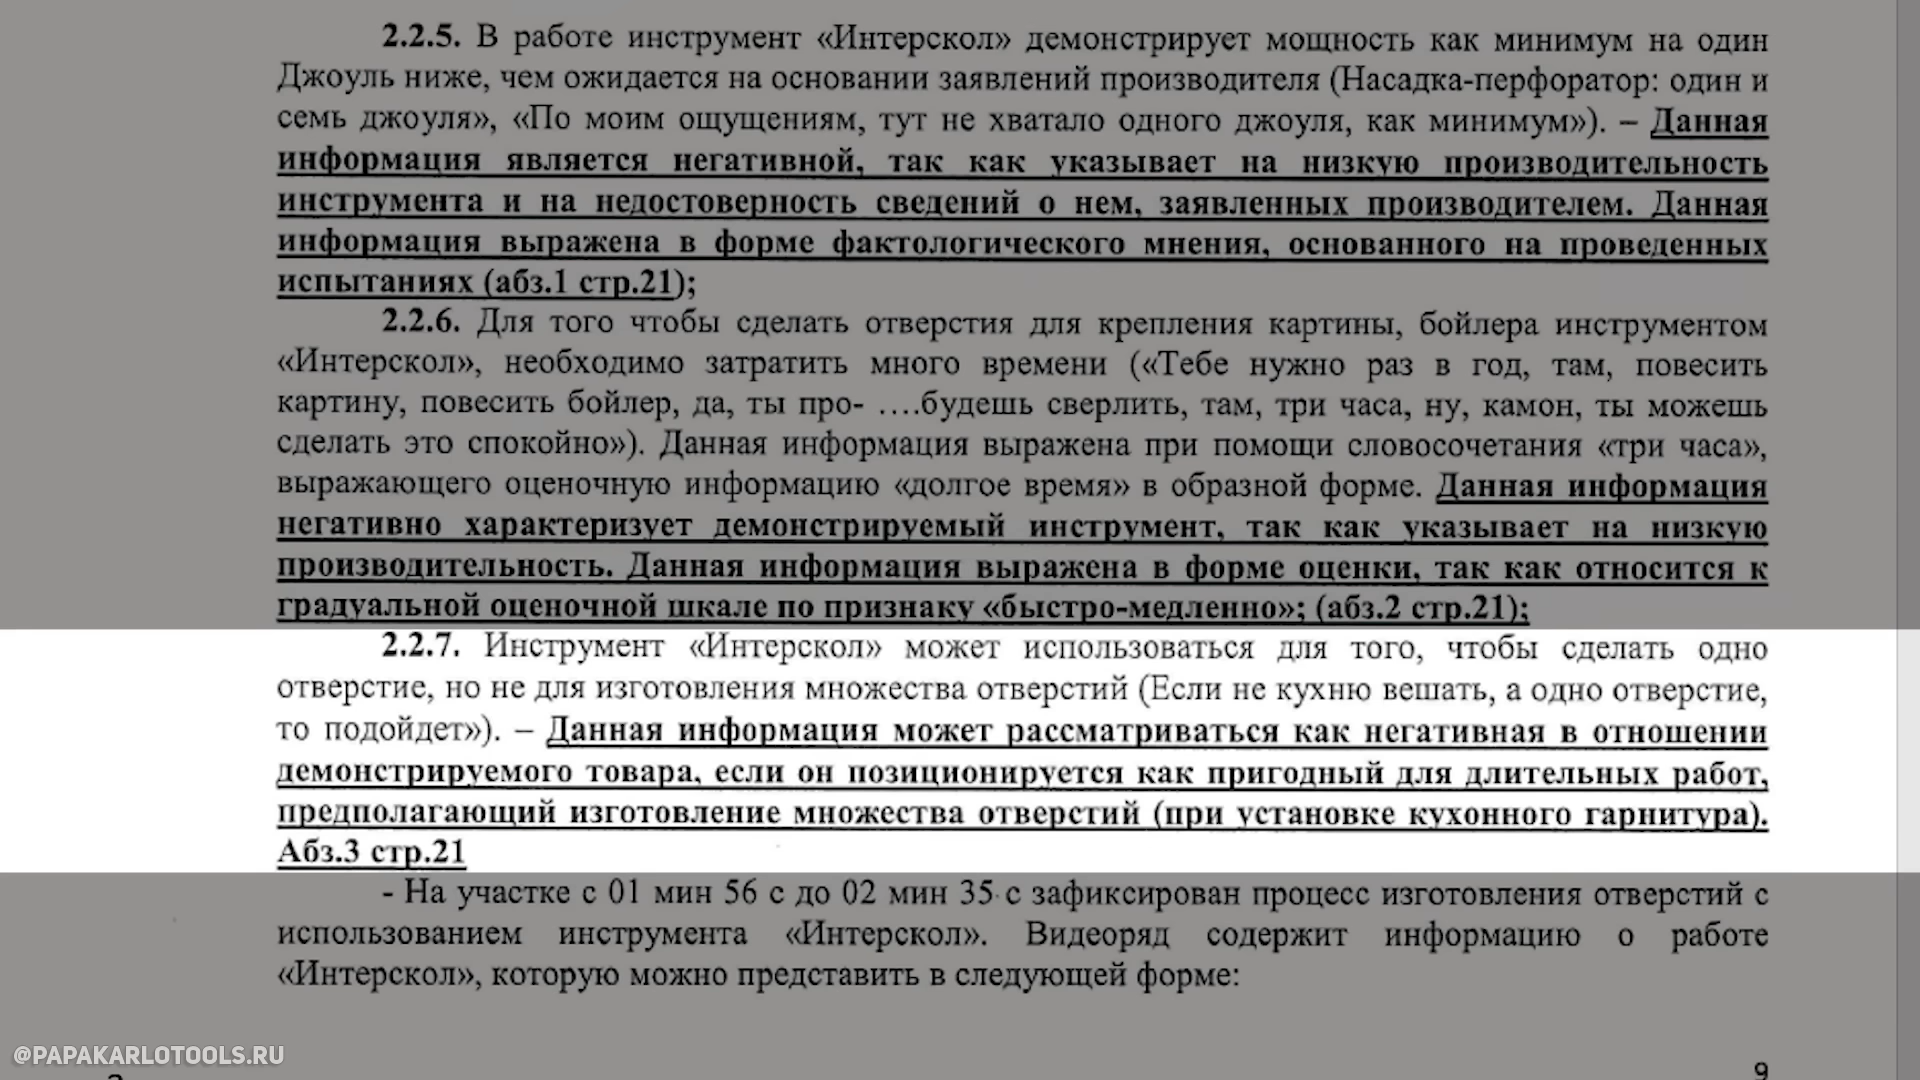 2.2.5. В работе инструмент «Интерскол» демонстрирует мощность как минимум на один
Джоуль ниже, чем ожидается на основании заявлений производителя (Насадка-перфоратор: один и
семь джоуля», «По моим ощущениям, тут не хватало одного джоуля, как минимум»). – Данная
информация является негативной, так как указывает на низкую производительность
инструмента и на недостоверность сведений о нем, заявленных производителем. Данная
информация выражена в форме фактологического мнения, основанного на проведенных
испытаниях (абз.1 стр.21);
2.2.6. Для того чтобы сделать отверстия для крепления картины, бойлера инструментом
«Интерскол», необходимо затратить много времени («Тебе нужно раз в год, там, повесить
картину, повесить бойлер, да, ты про- ….будешь сверлить, там, три часа, ну, камон, ты можешь
сделать это спокойно»). Данная информация выражена при помощи словосочетания «три часа»,
выражающего оценочную информацию «долгое время» в образной форме. Данная информация
негативно характеризует демонстрируемый инструмент, так как указывает на низкую
производительность. Данная информация выражена в форме оценки, так как относится к
градуальной оценочной шкале по признаку «быстро-медленно»; (абз.2 стр.21);
2.2.7. Инструмент «Интерскол» может использоваться для того, чтобы сделать одно
отверстие, но не для изготовления множества отверстий (Если не кухню вешать, а одно отверстие,
то подойдет»). – Данная информация может рассматриваться как негативная в отношении
демонстрируемого товара, если он позиционируется как пригодный для длительных работ,
предполагающий изготовление множества отверстий (при установке кухонного гарнитура).
Абз.3 стр.21
- На участке с 01 мин 56 с до 02 мин 35 с зафиксирован процесс изготовления отверстий с
использованием инструмента «Интерскол». Видеоряд содержит информацию о работе
«Интерскол», которую можно представить в следующей форме:
@PAPAKARLOTOOLS.RU
9